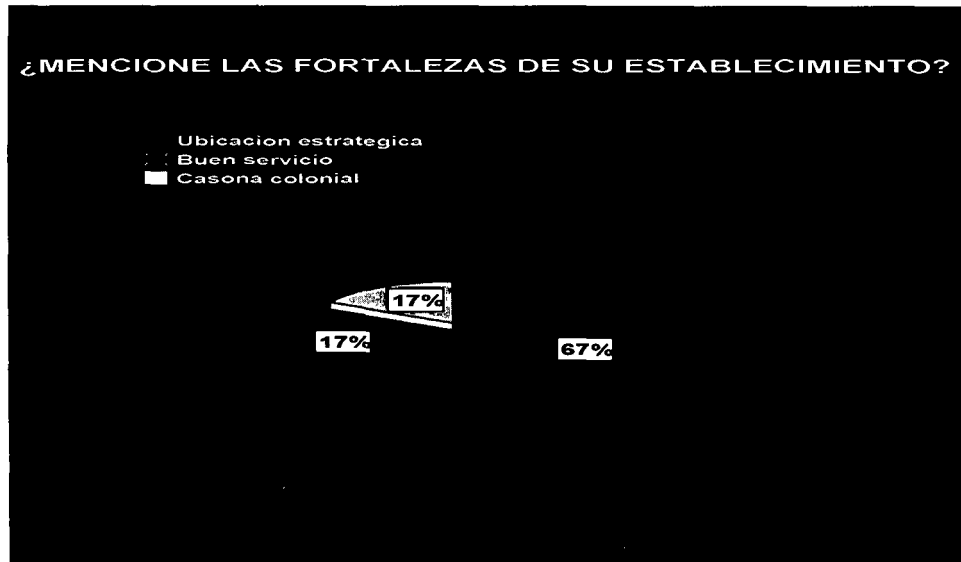 ¿MENCIONE LAS FORTALEZAS DE SU ESTABLECIMIENTO?
Ubicacion estrategica
Buen servicio
Casona colonial
17%
17%
67%